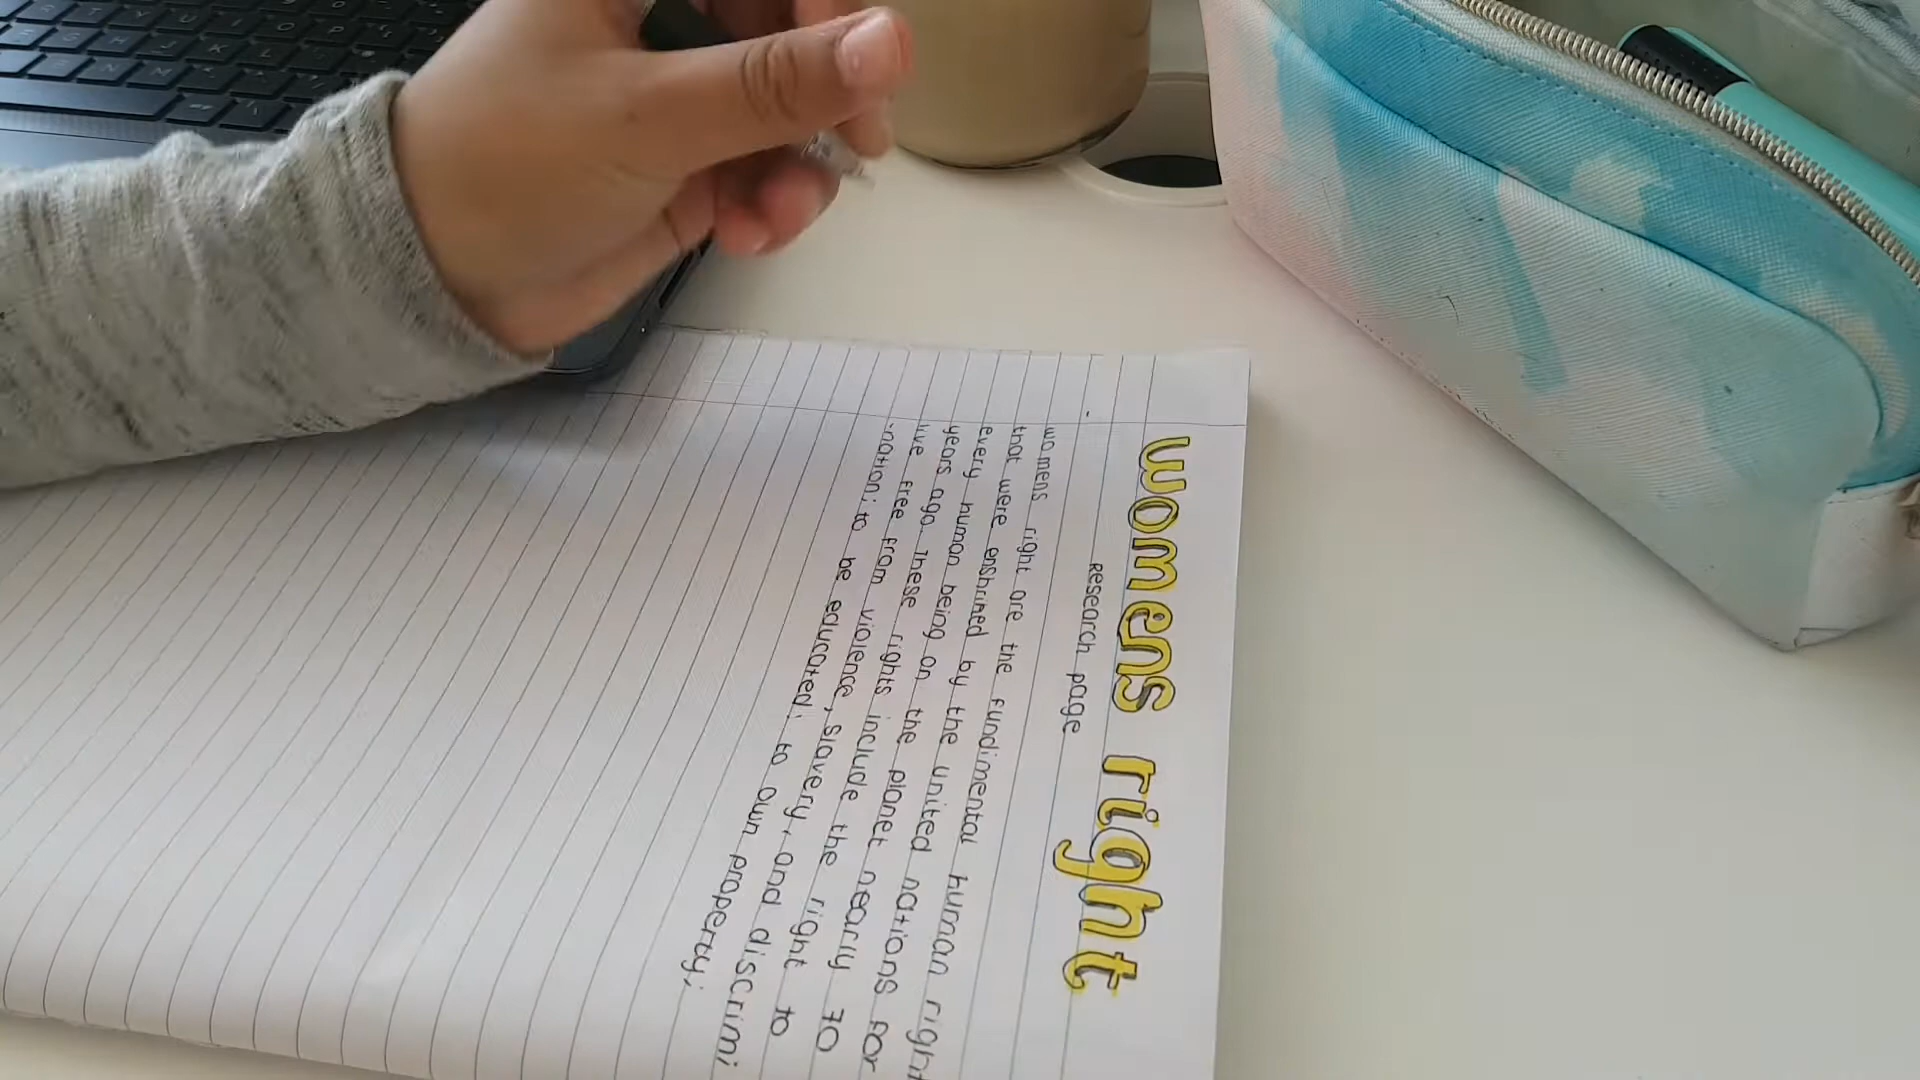 womens right
Research page
womens right are the fundimental human right
that were enshrined by the united nations for
every human being on the planet nearly 70
years ago. These rights include the right to
live free from violence, slavery, and discrimi
-nation; to be educated; to own property;